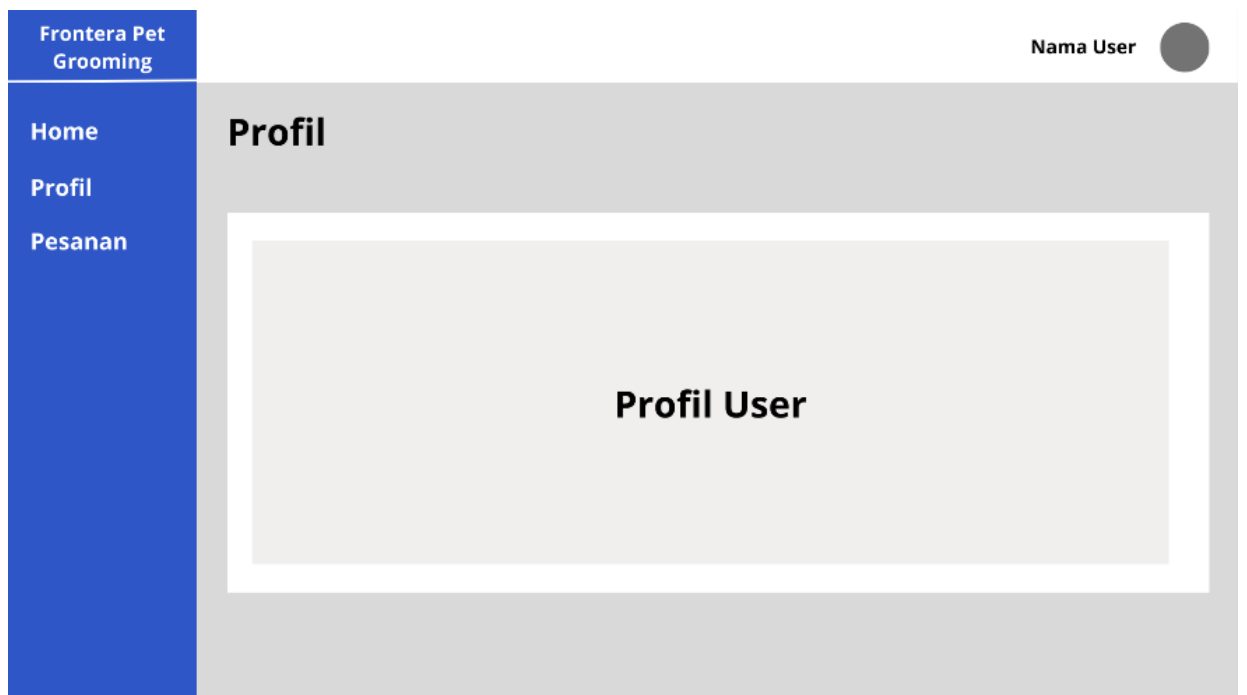 Frontera Pet
Grooming
Nama User
Home
Profil
Pesanan
Profil
Profil User